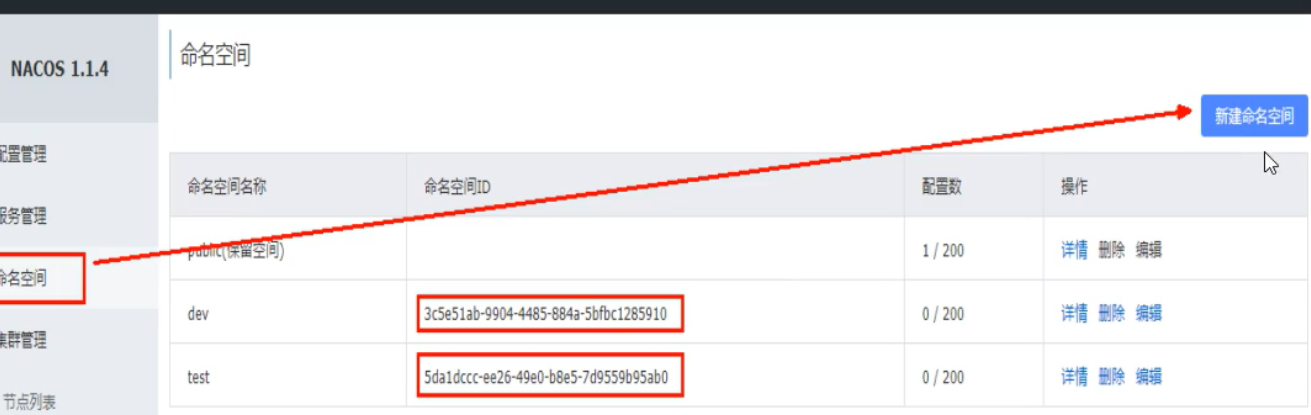 命名空间
NACOS 1.1.4
新建命名空间
配置管理
命名空间名称 命名空间ID 配置数 操作
服务管理
public(保留空间) 1 / 200 详情 删除 编辑
命名空间
dev 3c5e51ab-9904-4485-884a-5bfbc1285910 0 / 200 详情 删除 编辑
集群管理
test 5da1dccc-ee26-49e0-b8e5-7d9559b95ab0 0 / 200 详情 删除 编辑
节点列表